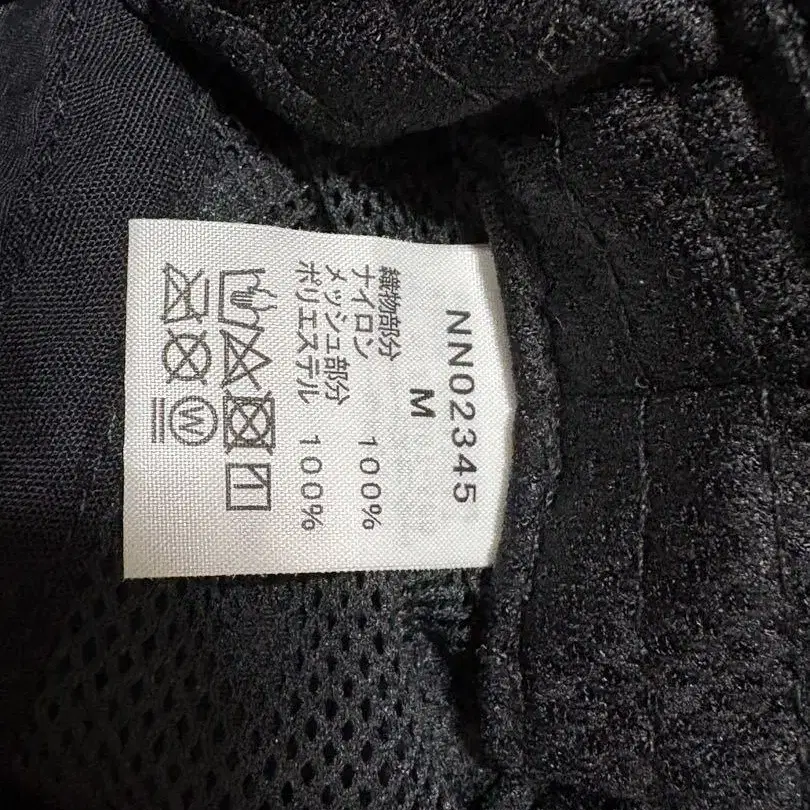 NN02345
M
織物部分
ナイロン 100%
メッシュ部分
ポリエステル 100%
W